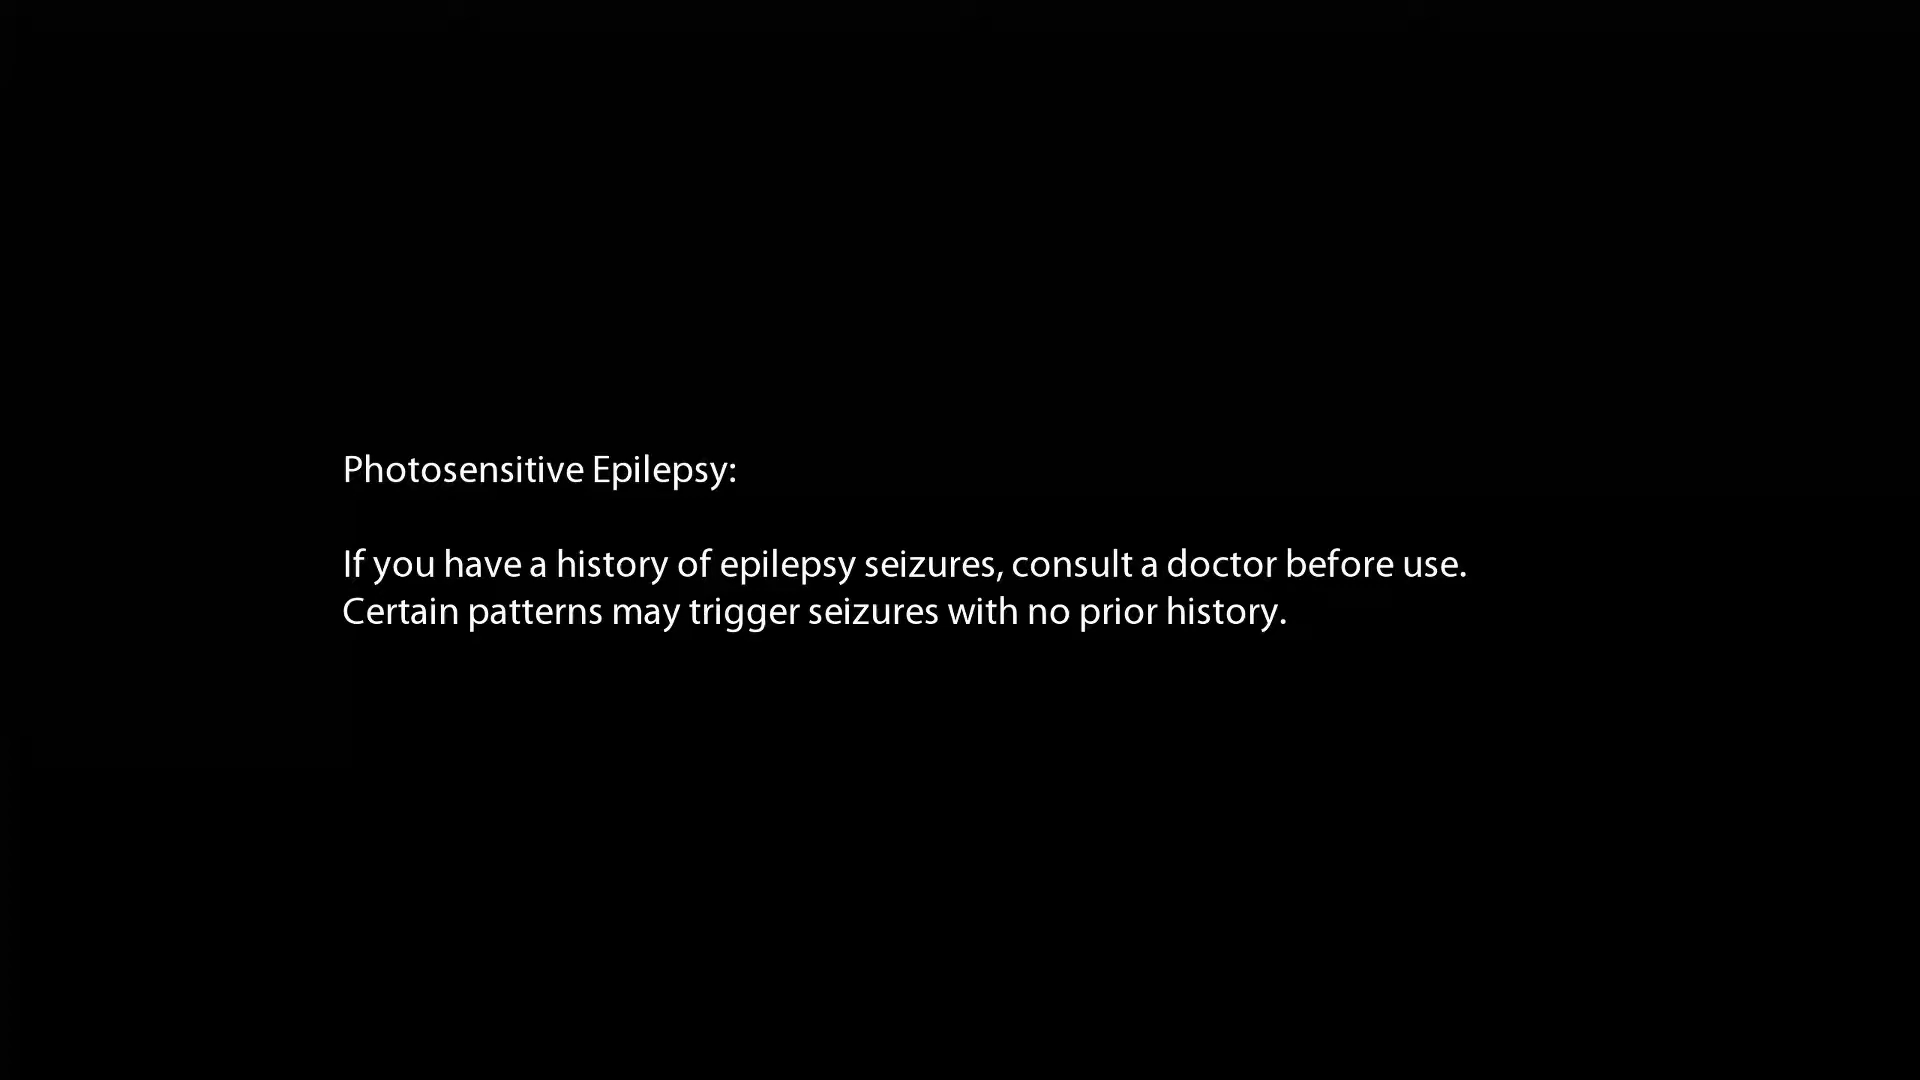 Photosensitive Epilepsy:
If you have a history of epilepsy seizures, consult a doctor before use.
Certain patterns may trigger seizures with no prior history.